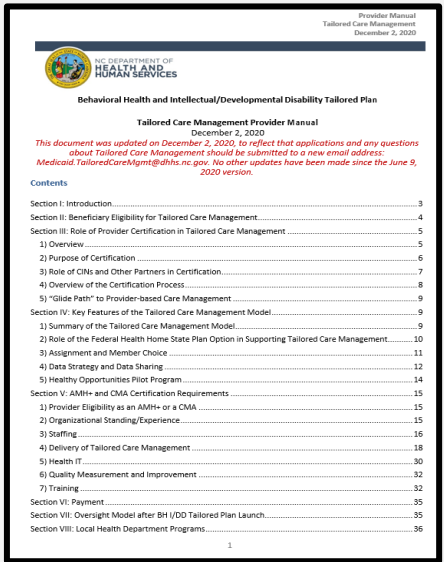 Provider Manual
Tailored Care Management
December 2, 2020
NC DEPARTMENT OF
HEALTH AND
HUMAN SERVICES
Behavioral Health and Intellectual/Developmental Disability Tailored Plan
Tailored Care Management Provider Manual
December 2, 2020
This document was updated on December 2, 2020, to reflect that applications and any questions
about Tailored Care Management should be submitted to a new email address:
Medicaid.TailoredCareMgmt@dhhs.nc.gov. No other updates have been made since the June 9,
2020 version.
Contents
Section I: Introduction 3
Section II: Beneficiary Eligibility for Tailored Care Management 4
Section III: Role of Provider Certification in Tailored Care Management 5
1) Overview 5
2) Purpose of Certification 6
3) Role of CINs and Other Partners in Certification 7
4) Overview of the Certification Process 8
5) “Glide Path” to Provider-based Care Management 9
Section IV: Key Features of the Tailored Care Management Model 9
1) Summary of the Tailored Care Management Model 9
2) Role of the Federal Health Home State Plan Option in Supporting Tailored Care Management 10
3) Assignment and Member Choice 11
4) Data Strategy and Data Sharing 12
5) Healthy Opportunities Pilot Program 14
Section V: AMH+ and CMA Certification Requirements 15
1) Provider Eligibility as an AMH+ or a CMA 15
2) Organizational Standing/Experience 15
3) Staffing 16
4) Delivery of Tailored Care Management 18
5) Health IT 30
6) Quality Measurement and Improvement 32
7) Training 32
Section VI: Payment 35
Section VII: Oversight Model after BH I/DD Tailored Plan Launch 35
Section VIII: Local Health Department Programs 36
1